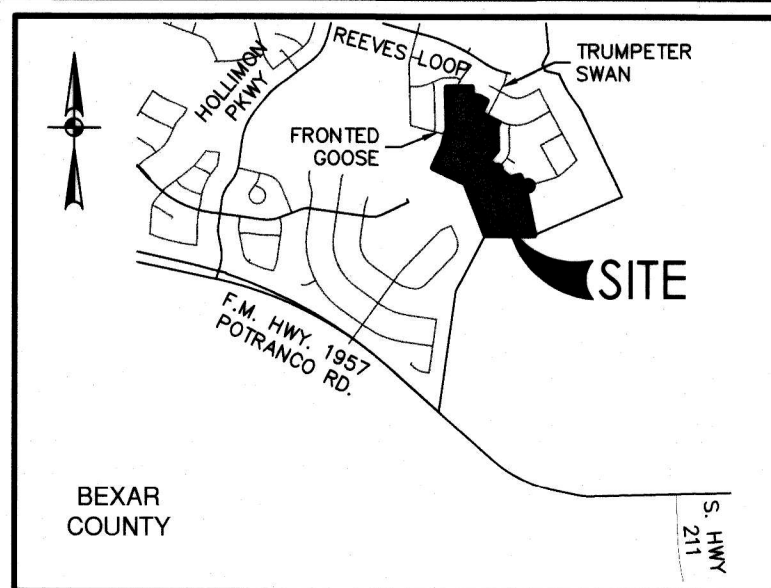 REEVES LOOP
TRUMPETER
SWAN
HOLLIMON
PKWY
FRONTED
GOOSE
SITE
F.M. HWY. 1957
POTRANCO RD.
BEXAR
COUNTY
S. HWY
211